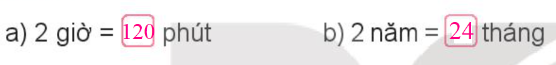 a) 2 giờ = 120 phút b) 2 năm = 24 tháng